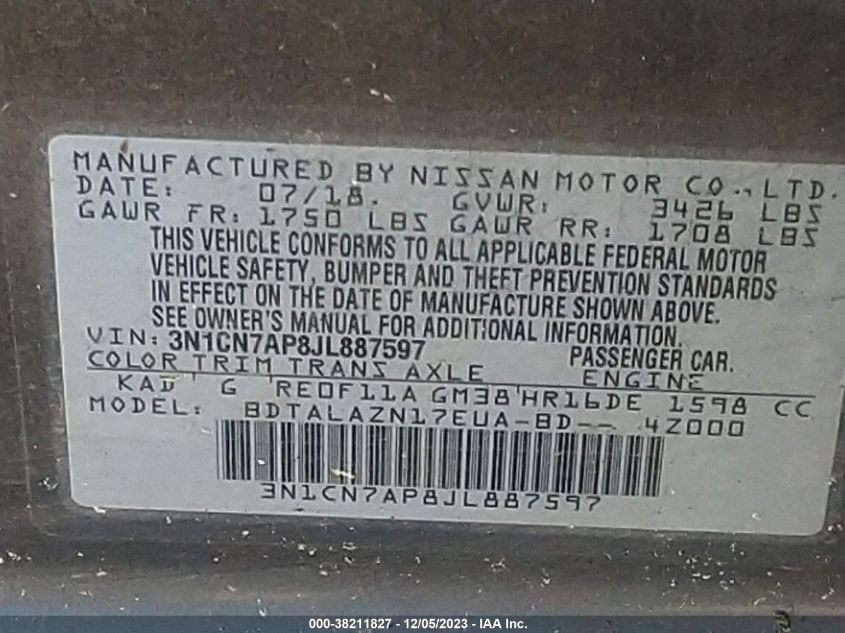 MANUFACTURED BY NISSAN MOTOR CO., LTD.
DATE: 07/18. GVWR: 3426 LBS
GAWR FR: 1750 LBS GAWR RR: 1708 LBS
THIS VEHICLE CONFORMS TO ALL APPLICABLE FEDERAL MOTOR
VEHICLE SAFETY, BUMPER AND THEFT PREVENTION STANDARDS
IN EFFECT ON THE DATE OF MANUFACTURE SHOWN ABOVE.
SEE OWNER'S MANUAL FOR ADDITIONAL INFORMATION.
VIN: 3N1CN7AP8JL887597 PASSENGER CAR.
COLOR TRIM TRANS AXLE ENGINE
KAD G RE0F11A GM38 HR16DE 1598 CC
MODEL: BDTALAZN17EUA-BD-- 4Z000
3N1CN7AP8JL887597
000-38211827 - 12/05/2023 - IAA Inc.